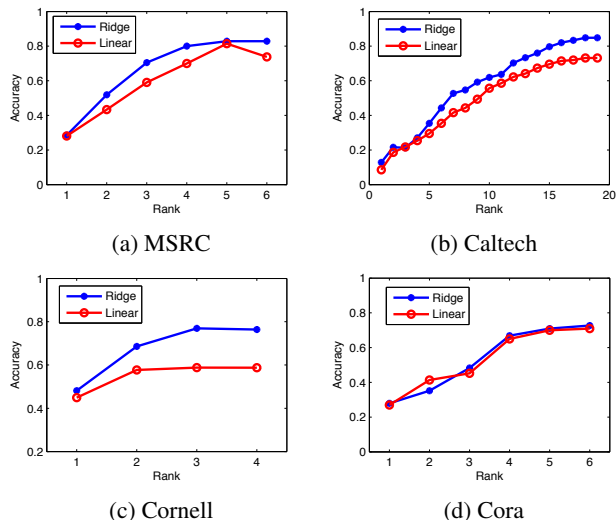 1
0.8
0.6
0.4
0.2
0
Accuracy
Ridge
Linear
1 2 3 4 5 6
Rank
(a) MSRC
1
0.8
0.6
0.4
0.2
0
Accuracy
Ridge
Linear
0 5 10 15 20
Rank
(b) Caltech
1
0.8
0.6
0.4
0.2
Accuracy
Ridge
Linear
1 2 3 4
Rank
(c) Cornell
1
0.8
0.6
0.4
0.2
0
Accuracy
Ridge
Linear
1 2 3 4 5 6
Rank
(d) Cora